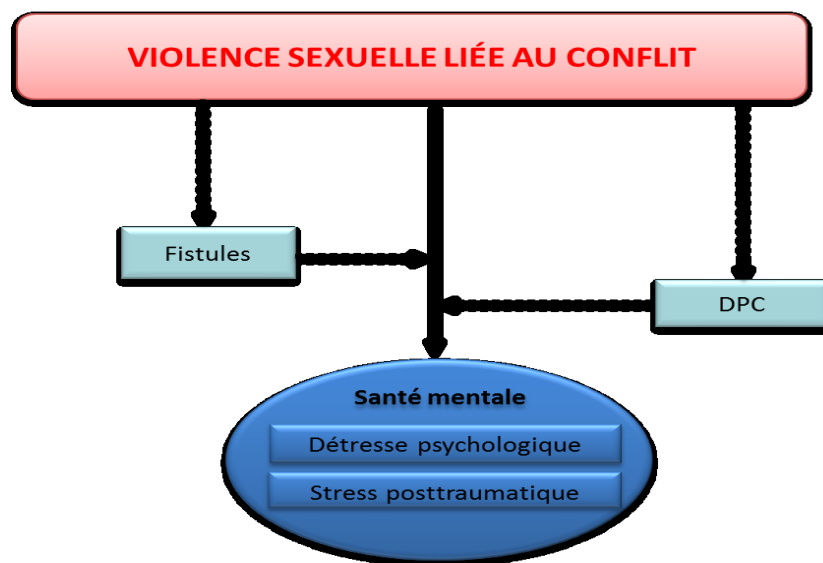 VIOLENCE SEXUELLE LIÉE AU CONFLIT
Fistules
DPC
Santé mentale
Détresse psychologique
Stress posttraumatique